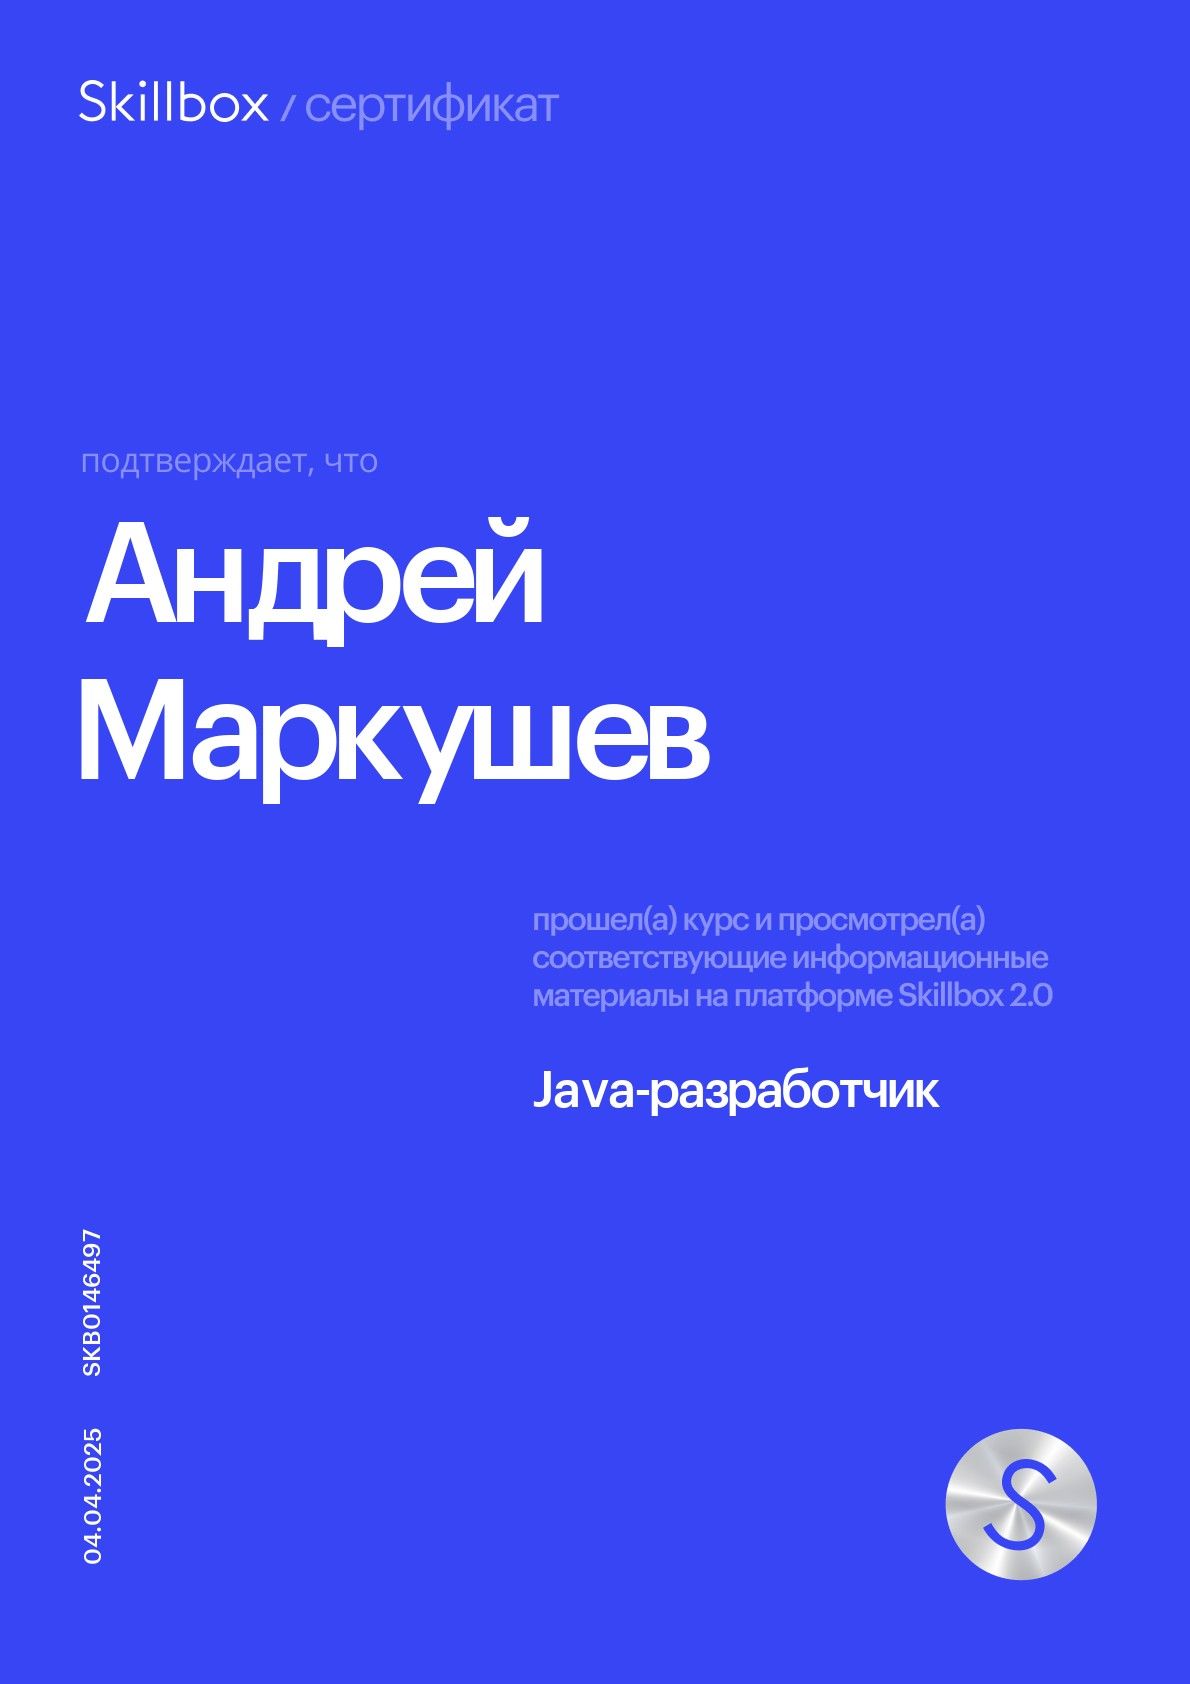 Skillbox / сертификат
подтверждает, что
Андрей
Маркушев
прошел(а) курс и просмотрел(а)
соответствующие информационные
материалы на платформе Skillbox 2.0
Java-разработчик
SKB0146497
04.04.2025
S